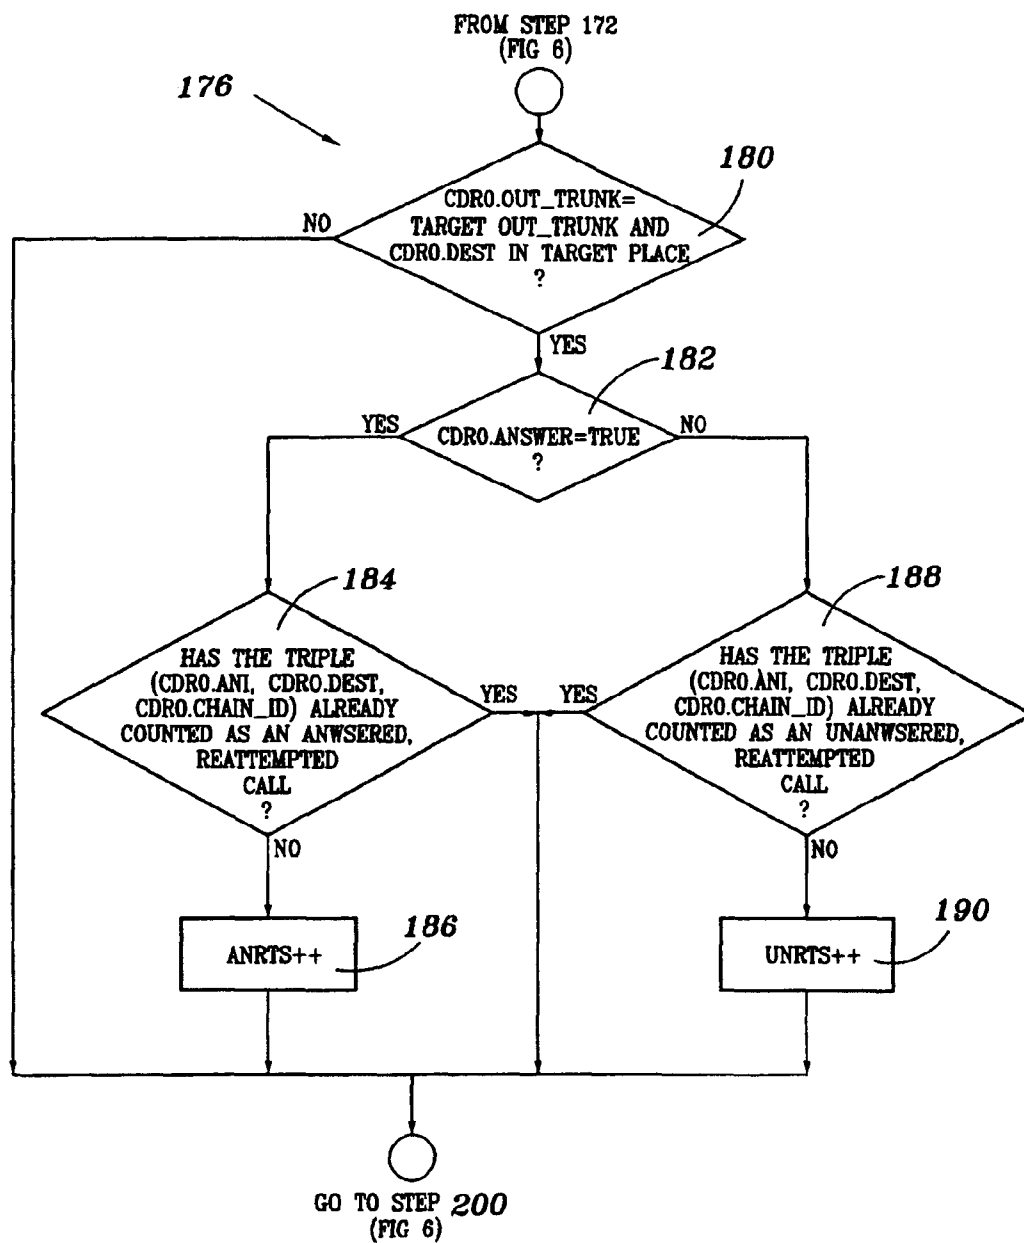 FROM STEP 172
(FIG 6)
176
180
CDR0.OUT_TRUNK=
TARGET OUT_TRUNK AND
CDR0.DEST IN TARGET PLACE
?
NO
YES
182
YES
CDR0.ANSWER=TRUE
?
NO
184
HAS THE TRIPLE
(CDR0.ANI, CDR0.DEST,
CDR0.CHAIN_ID) ALREADY
COUNTED AS AN ANWSERED,
REATTEMPTED
CALL
?
YES
NO
188
YES
HAS THE TRIPLE
(CDR0.ANI, CDR0.DEST,
CDR0.CHAIN_ID) ALREADY
COUNTED AS AN UNANWSERED,
REATTEMPTED
CALL
?
NO
ANRTS++
186
UNRTS++
190
GO TO STEP 200
(FIG 6)